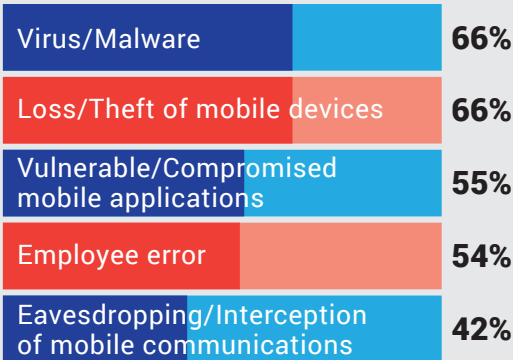 Virus/Malware 66%
Loss/Theft of mobile devices 66%
Vulnerable/Compromised
mobile applications 55%
Employee error 54%
Eavesdropping/Interception
of mobile communications 42%